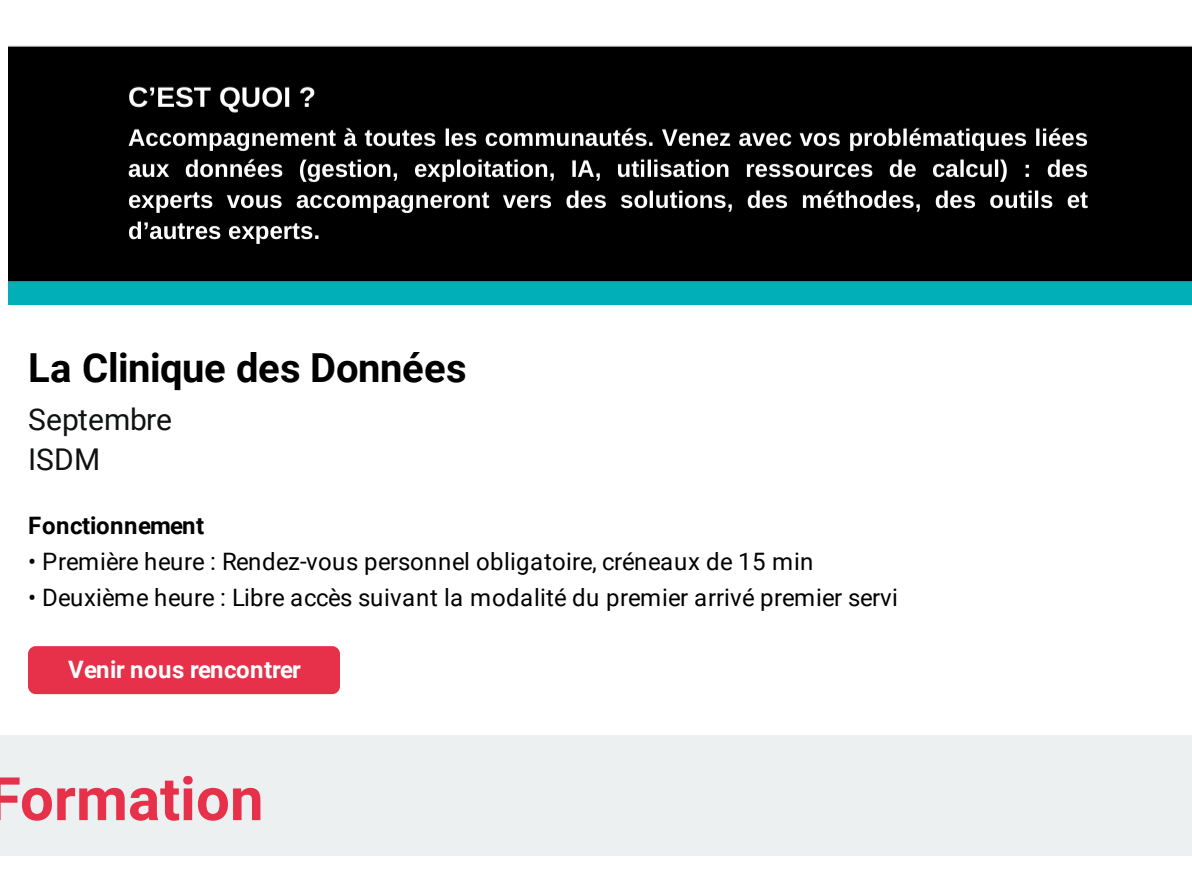 C’EST QUOI ?
Accompagnement à toutes les communautés. Venez avec vos problématiques liées
aux données (gestion, exploitation, IA, utilisation ressources de calcul) : des
experts vous accompagneront vers des solutions, des méthodes, des outils et
d’autres experts.
La Clinique des Données
Septembre
ISDM
Fonctionnement
• Première heure : Rendez-vous personnel obligatoire, créneaux de 15 min
• Deuxième heure : Libre accès suivant la modalité du premier arrivé premier servi
Venir nous rencontrer
Formation